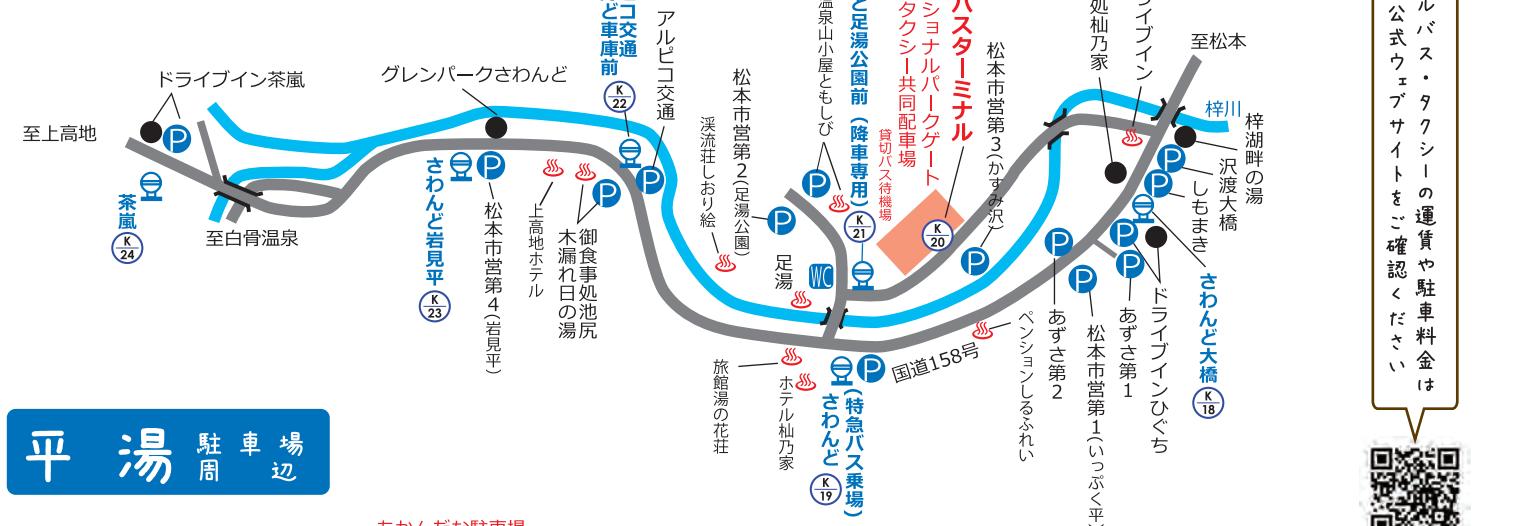 至上高地
ドライブイン茶嵐
P
茶嵐
K
24
至白骨温泉
グレンパークさわんど
さわんど岩見平
K
23
P
松本市営第4(岩見平)
上高地ホテル
御食事処池尻
木漏れ日の湯
P
コ交通
ど車庫前
K
22
アルピコ交通
P
渓流荘しおり絵
松本市営第2(足湯公園)
P
足湯
WC
温泉山小屋ともしび
P
ど足湯公園前(降車専用)
K
21
バスターミナル
ショナルパークゲート
タクシー共同配車場
貸切バス待機場
K
20
松本市営第3(かすみ沢)
P
処杣乃家
ライブイン
至松本
梓川
梓湖畔の湯
P
沢渡大橋
P
しもまき
さわんど大橋
K
18
P
ドライブインひぐち
P
あずさ第1
P
松本市営第1(いっぷく平)
P
あずさ第2
ペンションしるふれい
国道158号
P
さわんど
(特急バス乗場)
K
19
ホテル杣乃家
旅館湯の花荘
平湯
駐車場
周辺
あかんだな駐車場
ルバス・タクシーの運賃や駐車料金は
公式ウェブサイトをご確認ください